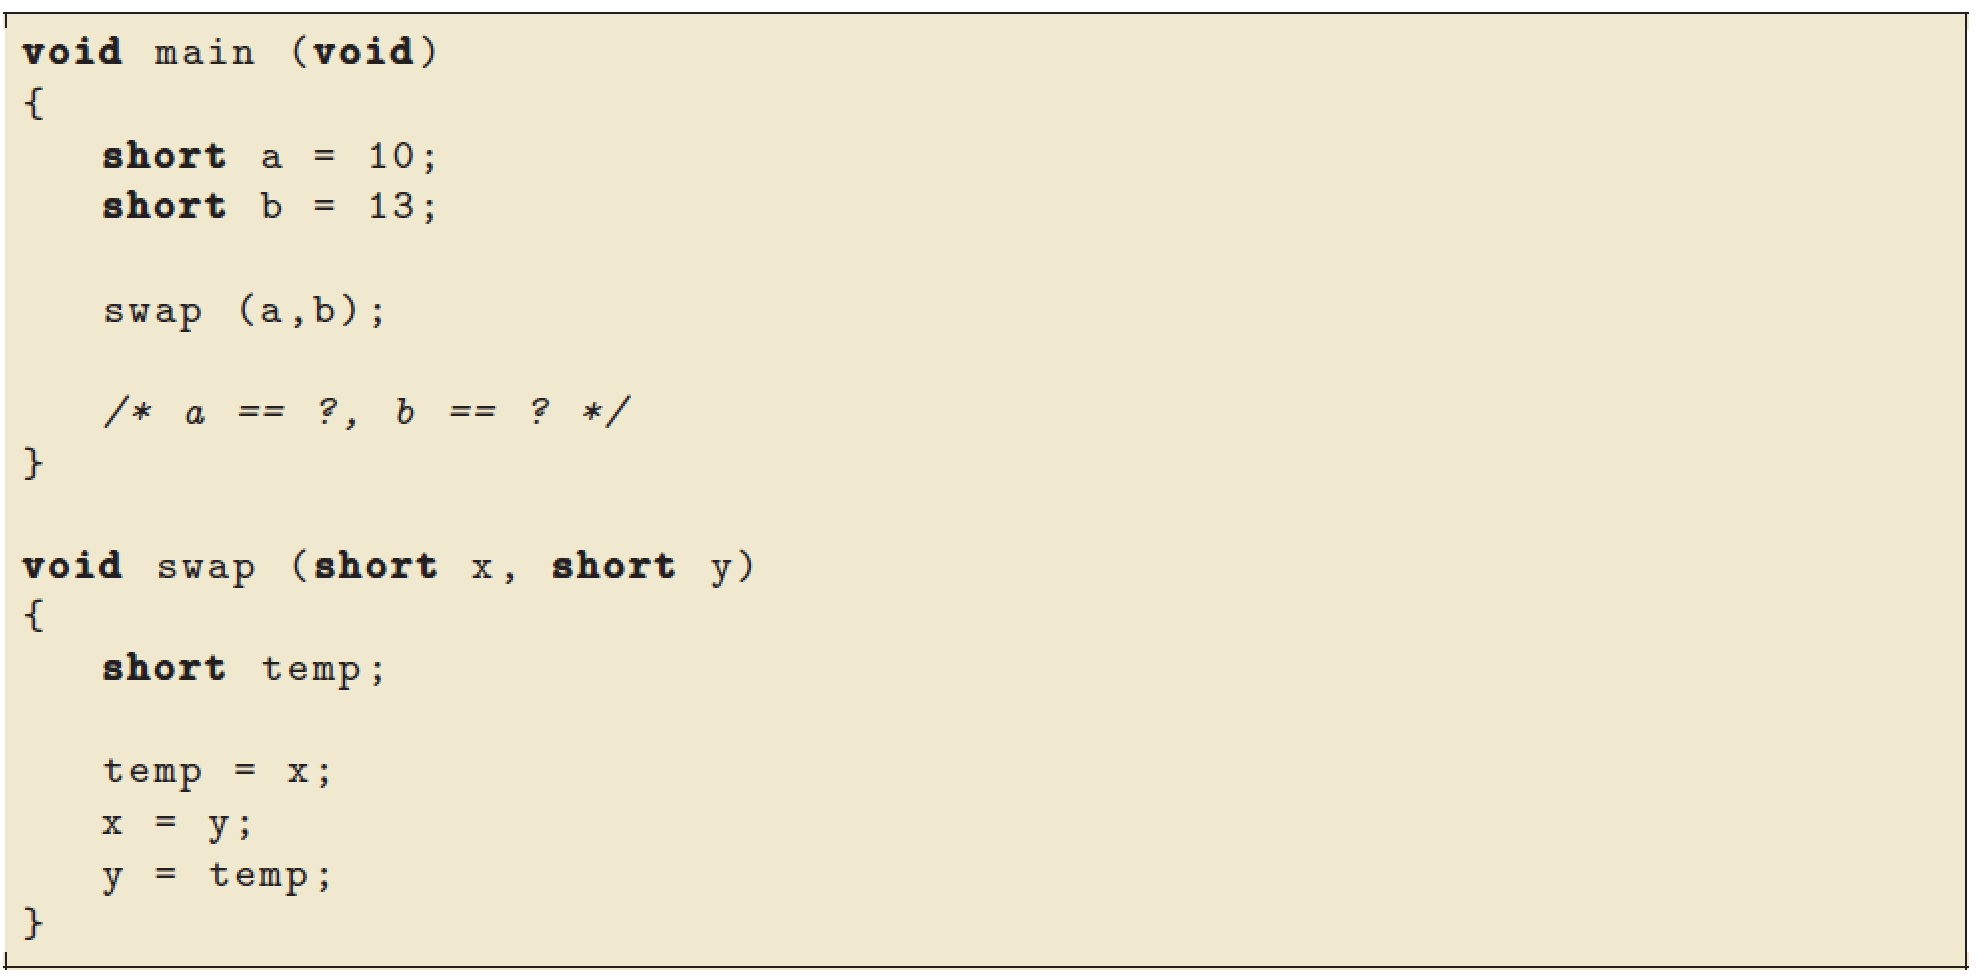 void main (void)
{
short a = 10;
short b = 13;
swap (a,b);
/* a == ?, b == ? */
}
void swap (short x, short y)
{
short temp;
temp = x;
x = y;
y = temp;
}